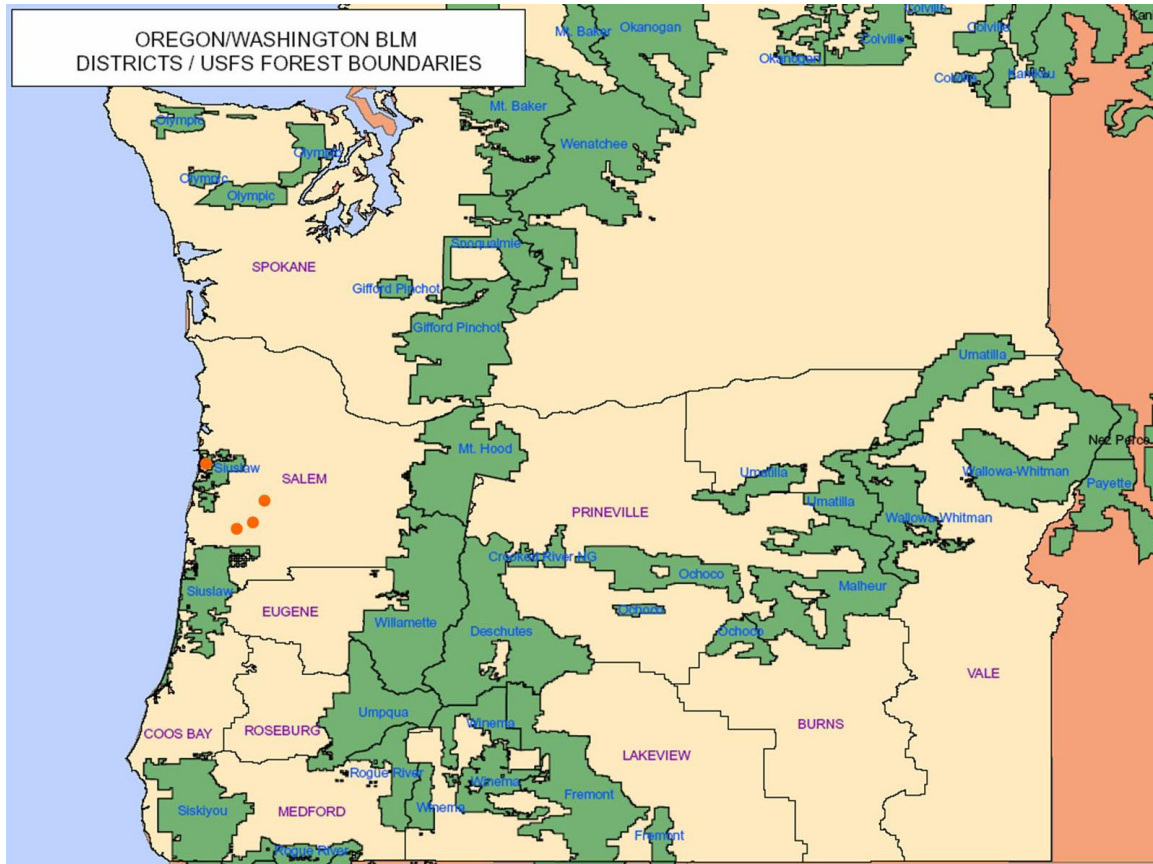 OREGON/WASHINGTON BLM
DISTRICTS / USFS FOREST BOUNDARIES
Mt. Baker
Okanogan
Colville
Colville
Okanogan
Colville
Colville
Kaniksu
Kan
Mt. Baker
Olympic
Olympic
Wenatchee
Olympic
Olympic
Snoqualmie
SPOKANE
Gifford Pinchot
Gifford Pinchot
Umatilla
Mt. Hood
Nez Perce
Siuslaw
SALEM
Umatilla
Wallowa-Whitman
Payette
Umatilla
PRINEVILLE
Wallowa-Whitman
Crooked River NG
Ochoco
Malheur
Siuslaw
EUGENE
Ochoco
Willamette
Deschutes
Ochoco
VALE
Umpqua
Winema
BURNS
COOS BAY
ROSEBURG
LAKEVIEW
Rogue River
Winema
Siskiyou
MEDFORD
Winema
Fremont
Fremont
Rogue River